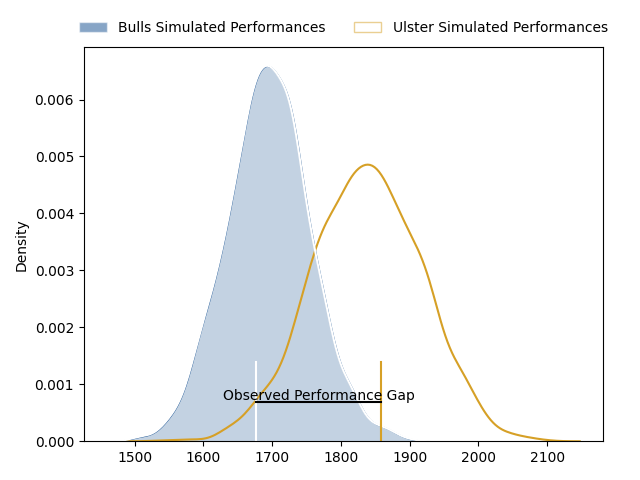 Bulls Simulated Performances Ulster Simulated Performances
0.006
0.005
0.004
Density
0.003
0.002
0.001
Observed Performance Gap
0.000
1500 1600 1700 1800 1900 2000 2100